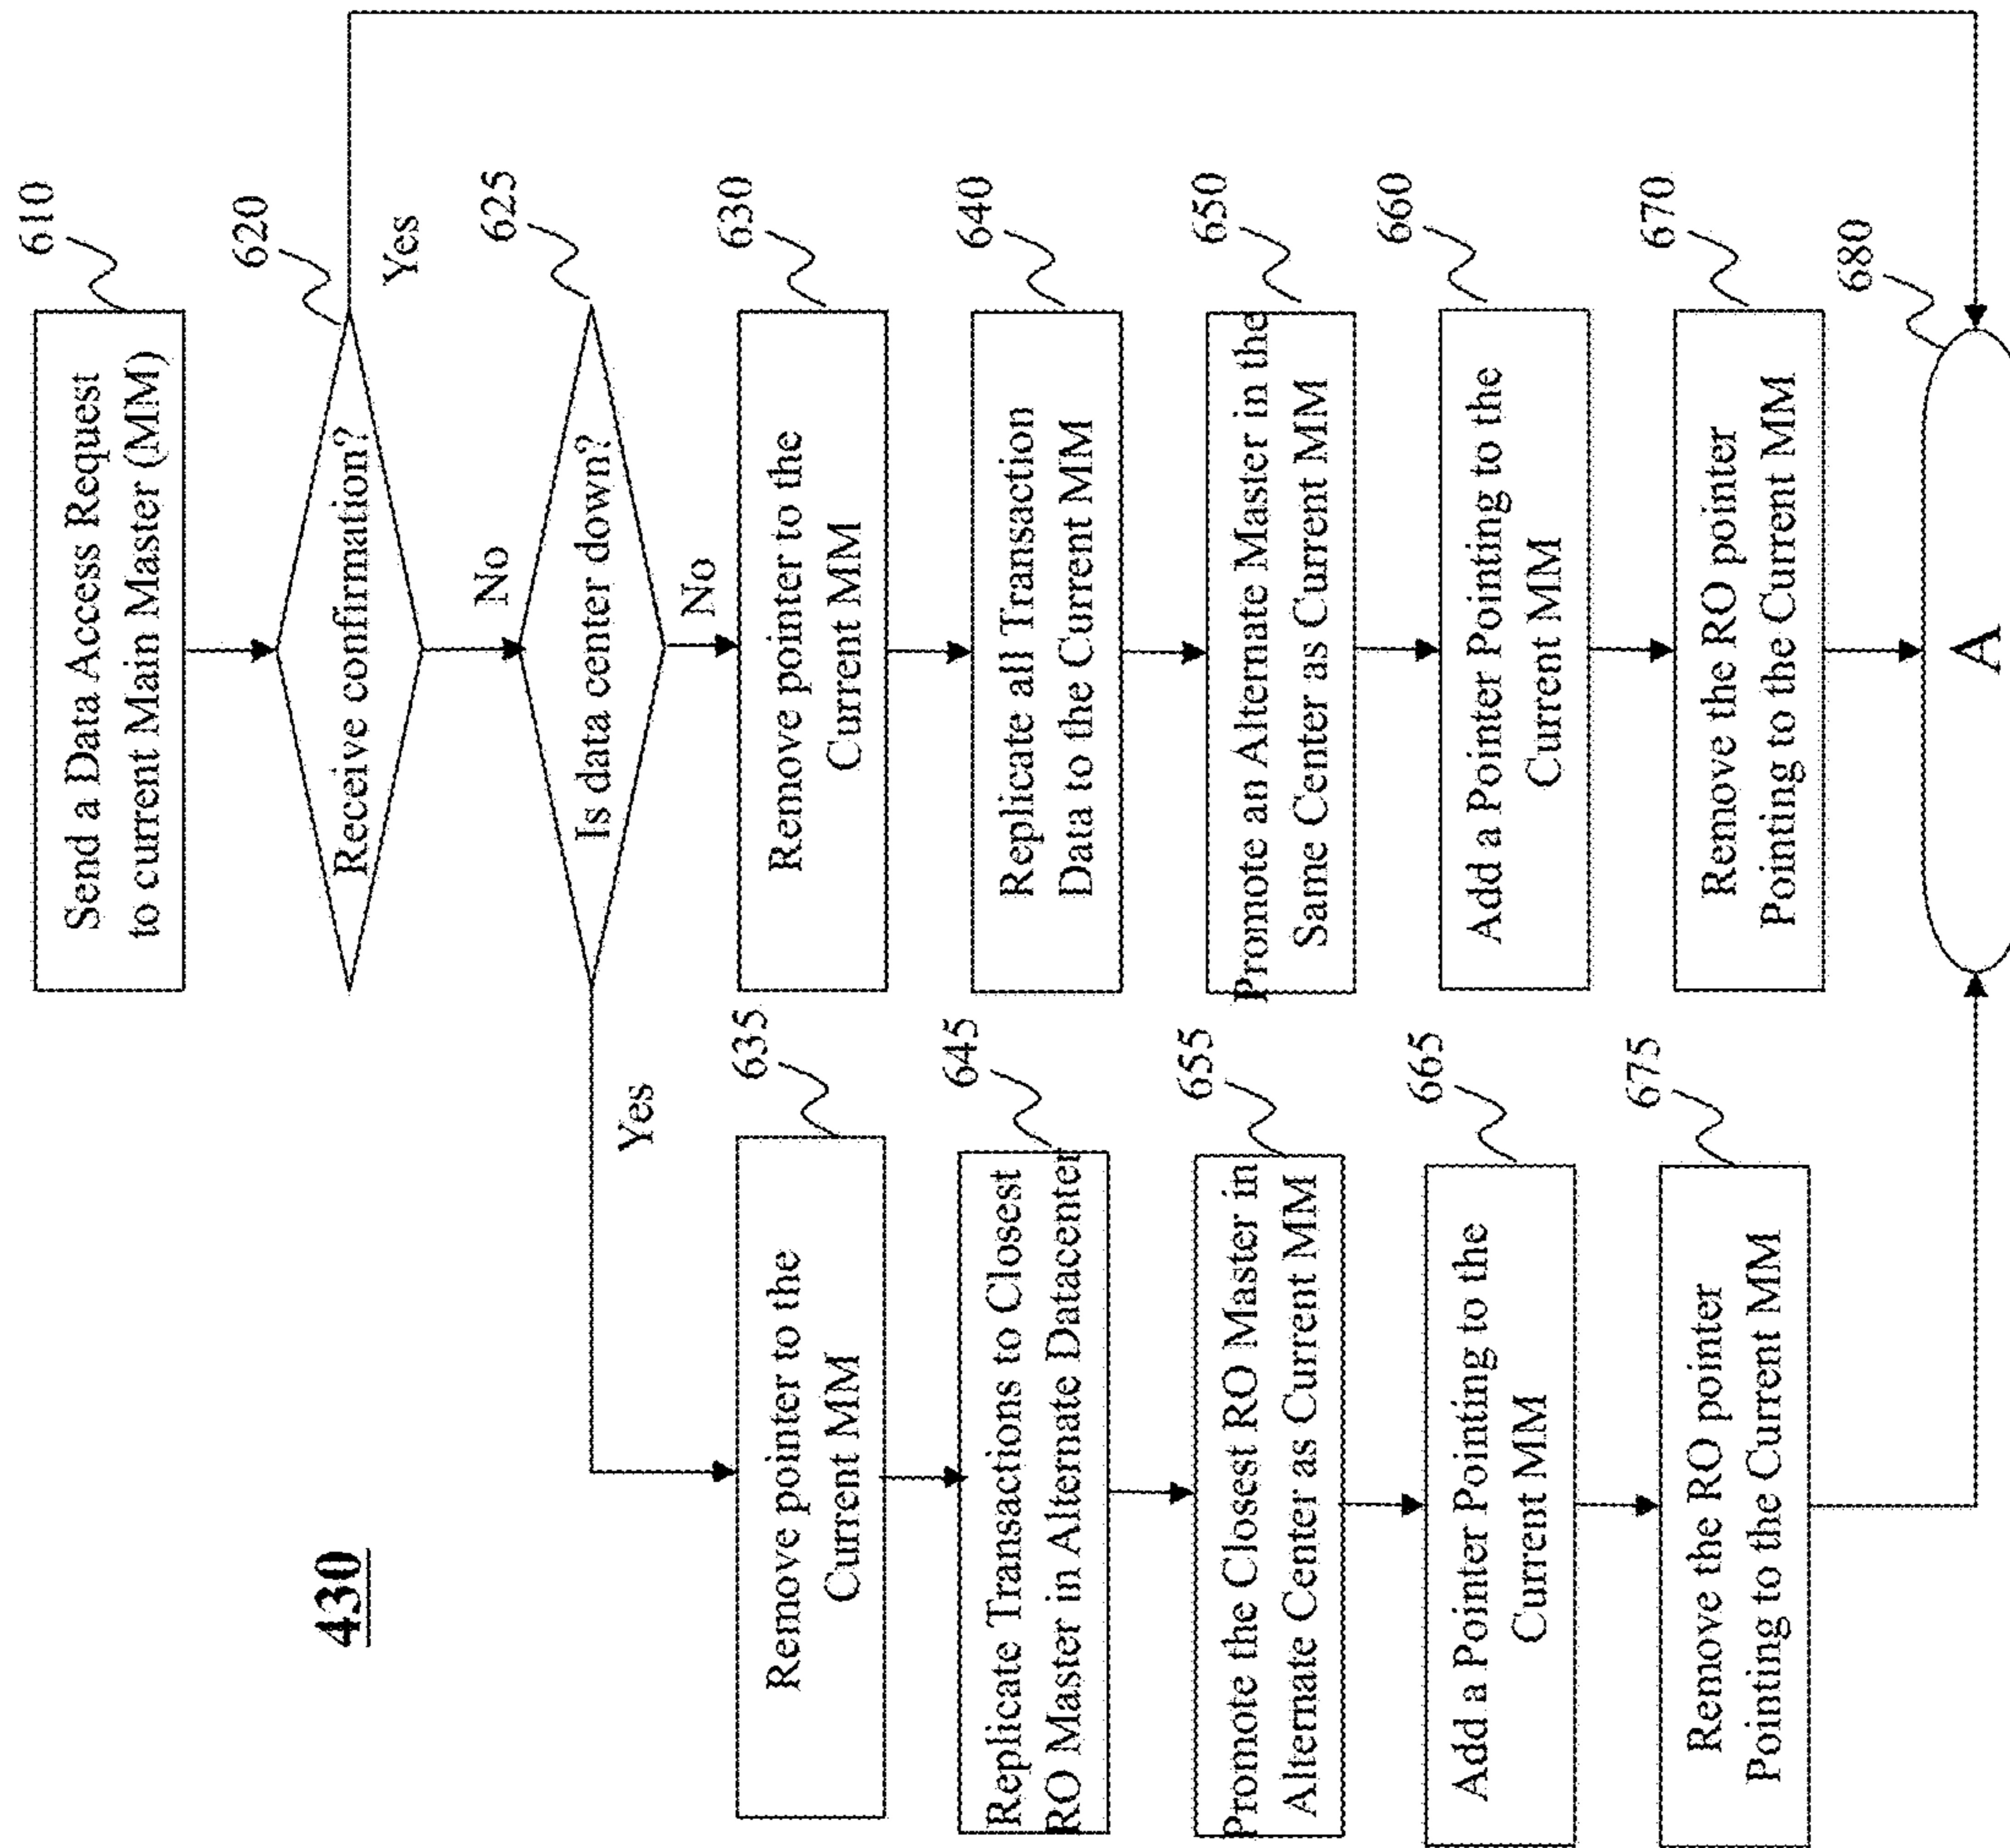 430
610
Send a Data Access Request
to current Main Master (MM)
620
Receive confirmation?
Yes
No
625
Is data center down?
Yes
No
630
Remove pointer to the
Current MM
640
Replicate all Transaction
Data to the Current MM
650
Promote an Alternate Master in the
Same Center as Current MM
660
Add a Pointer Pointing to the
Current MM
670
Remove the RO pointer
Pointing to the Current MM
635
Remove pointer to the
Current MM
645
Replicate Transactions to Closest
RO Master in Alternate Datacenter
655
Promote the Closest RO Master in
Alternate Center as Current MM
665
Add a Pointer Pointing to the
Current MM
675
Remove the RO pointer
Pointing to the Current MM
680
A